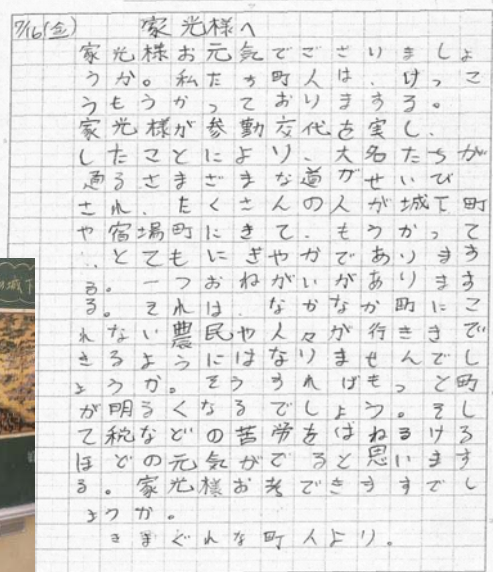 7/16(金) 家光様へ
家光様お元気でござりましょ
うか。私たち町人は、けっこ
うもうかっておりまする。
家光様が参勤交代を実し、
したことにより、大名たちが
通るさまざまな道がせいび
され、たくさんの人が城下町
や宿場町にきて、もうかって
、とてもにぎやかであります
る。一つおねがいがあります
る。それは、なかなか町にこ
れない農民や人々が行ききで
きるようにはなりませんでし
ょうか。そうすればもっと町
が明るくなるでしょう。そし
て税などの苦労をはねるける
ほどの元気がでると思います
る。家光様お考できますでし
ょうか。
きまぐれな町人より。
城下